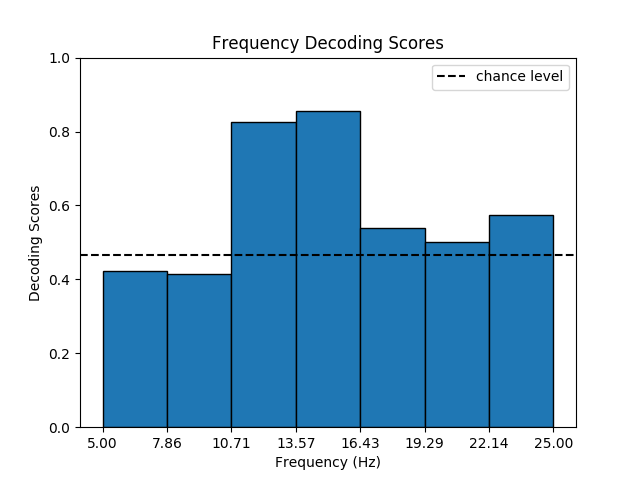 Frequency Decoding Scores
chance level
Decoding Scores
1.0
0.8
0.6
0.4
0.2
0.0
5.00 7.86 10.71 13.57 16.43 19.29 22.14 25.00
Frequency (Hz)